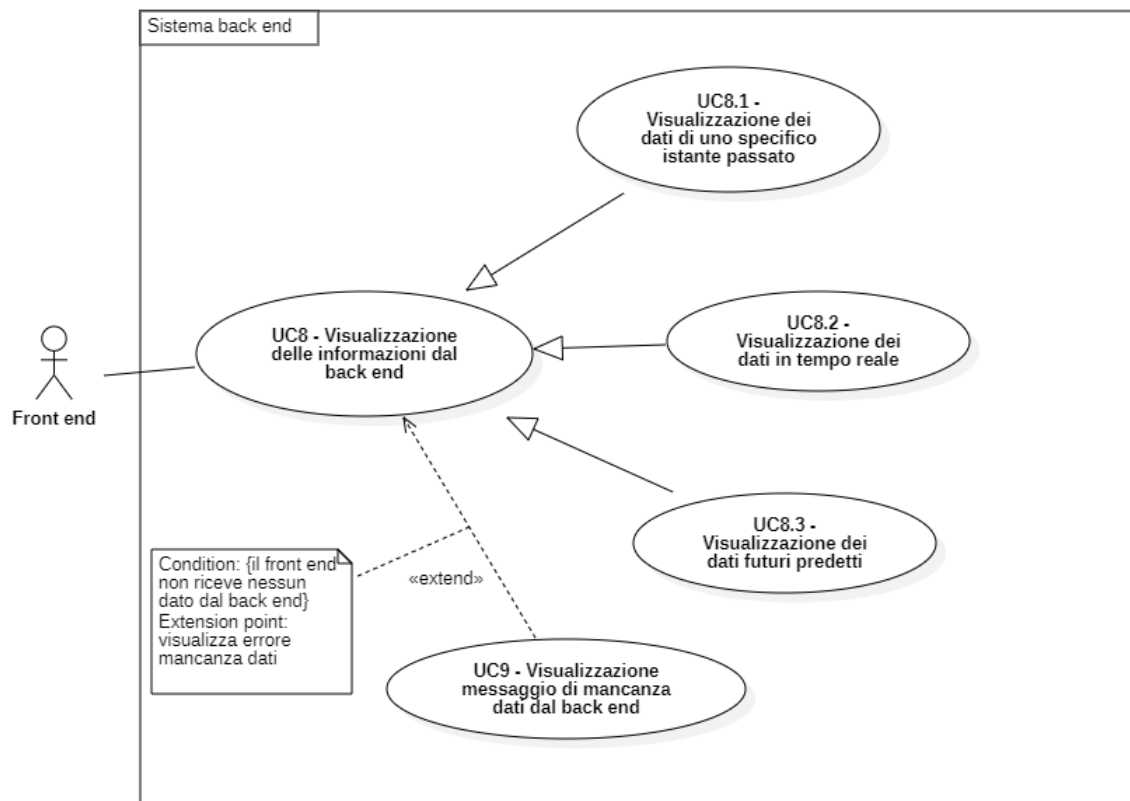 Sistema back end
UC8.1 -
Visualizzazione dei
dati di uno specifico
istante passato
UC8 - Visualizzazione
delle informazioni dal
back end
UC8.2 -
Visualizzazione dei
dati in tempo reale
Front end
UC8.3 -
Visualizzazione dei
dati futuri predetti
Condition: {il front end
non riceve nessun
dato dal back end}
Extension point:
visualizza errore
mancanza dati
«extend»
UC9 - Visualizzazione
messaggio di mancanza
dati dal back end